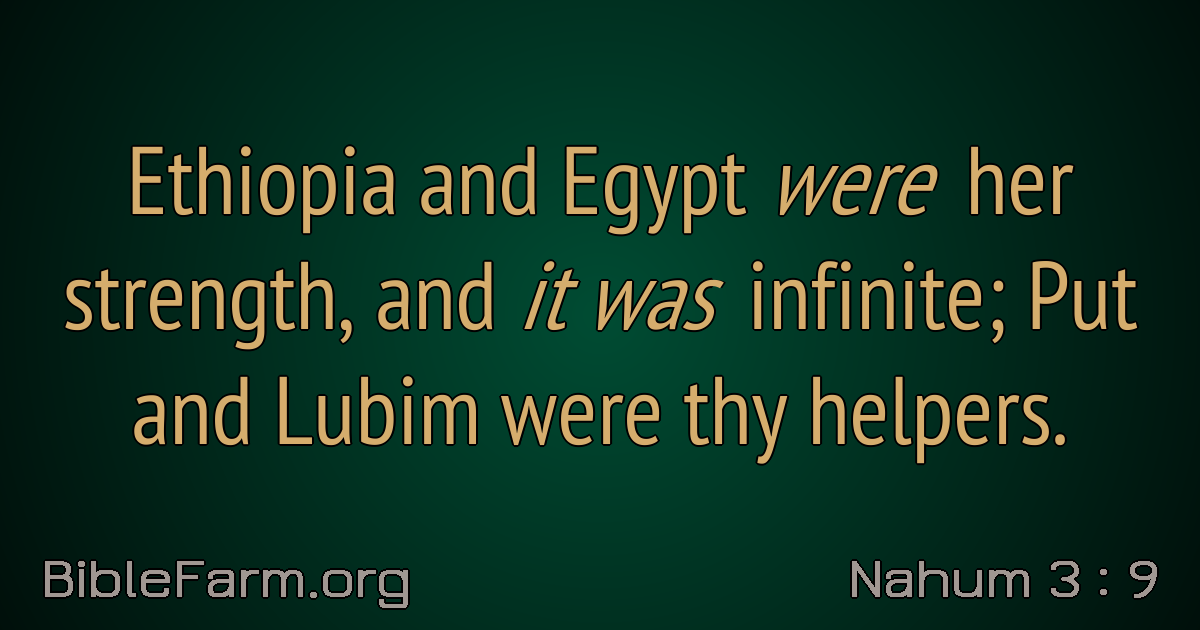 Ethiopia and Egypt were her
strength, and it was infinite; Put
and Lubim were thy helpers.
BibleFarm.org
Nahum 3 : 9